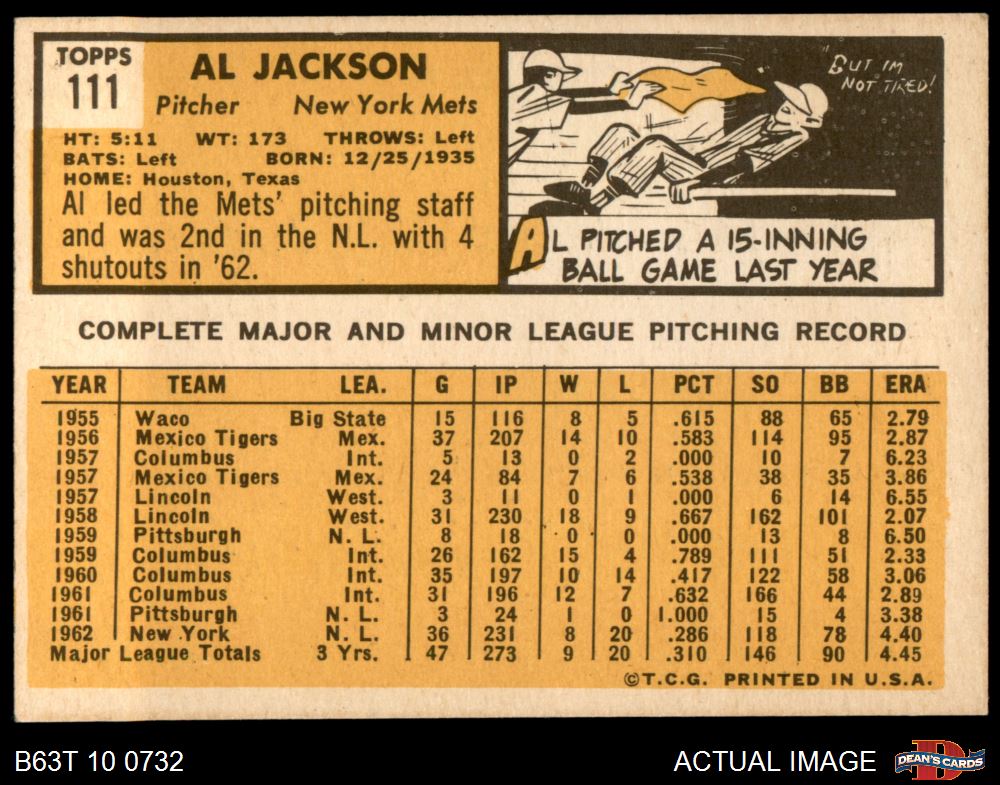 TOPPS
111
AL JACKSON
Pitcher New York Mets
HT: 5:11 WT: 173 THROWS: Left
BATS: Left BORN: 12/25/1935
HOME: Houston, Texas
Al led the Mets' pitching staff
and was 2nd in the N.L. with 4
shutouts in '62.
"BUT IM
NOT TIRED!
AL PITCHED A 15-INNING
BALL GAME LAST YEAR
COMPLETE MAJOR AND MINOR LEAGUE PITCHING RECORD
YEAR TEAM LEA. G IP W L PCT SO BB ERA
1955 Waco Big State 15 116 8 5 .615 88 65 2.79
1956 Mexico Tigers Mex. 37 207 14 10 .583 114 95 2.87
1957 Columbus Int. 5 13 0 2 .000 10 7 6.23
1957 Mexico Tigers Mex. 24 84 7 6 .538 38 35 3.86
1957 Lincoln West. 3 11 0 1 .000 6 14 6.55
1958 Lincoln West. 31 230 18 9 .667 162 101 2.07
1959 Pittsburgh N. L. 8 18 0 0 .000 13 8 6.50
1959 Columbus Int. 26 162 15 4 .789 111 51 2.33
1960 Columbus Int. 35 197 10 14 .417 122 58 3.06
1961 Columbus Int. 31 196 12 7 .632 166 44 2.89
1961 Pittsburgh N. L. 3 24 1 0 1.000 15 4 3.38
1962 New York N. L. 36 231 8 20 .286 118 78 4.40
Major League Totals 3 Yrs. 47 273 9 20 .310 146 90 4.45
©T.C.G. PRINTED IN U.S.A.
B63T 10 0732 ACTUAL IMAGE D DEAN'S CARDS